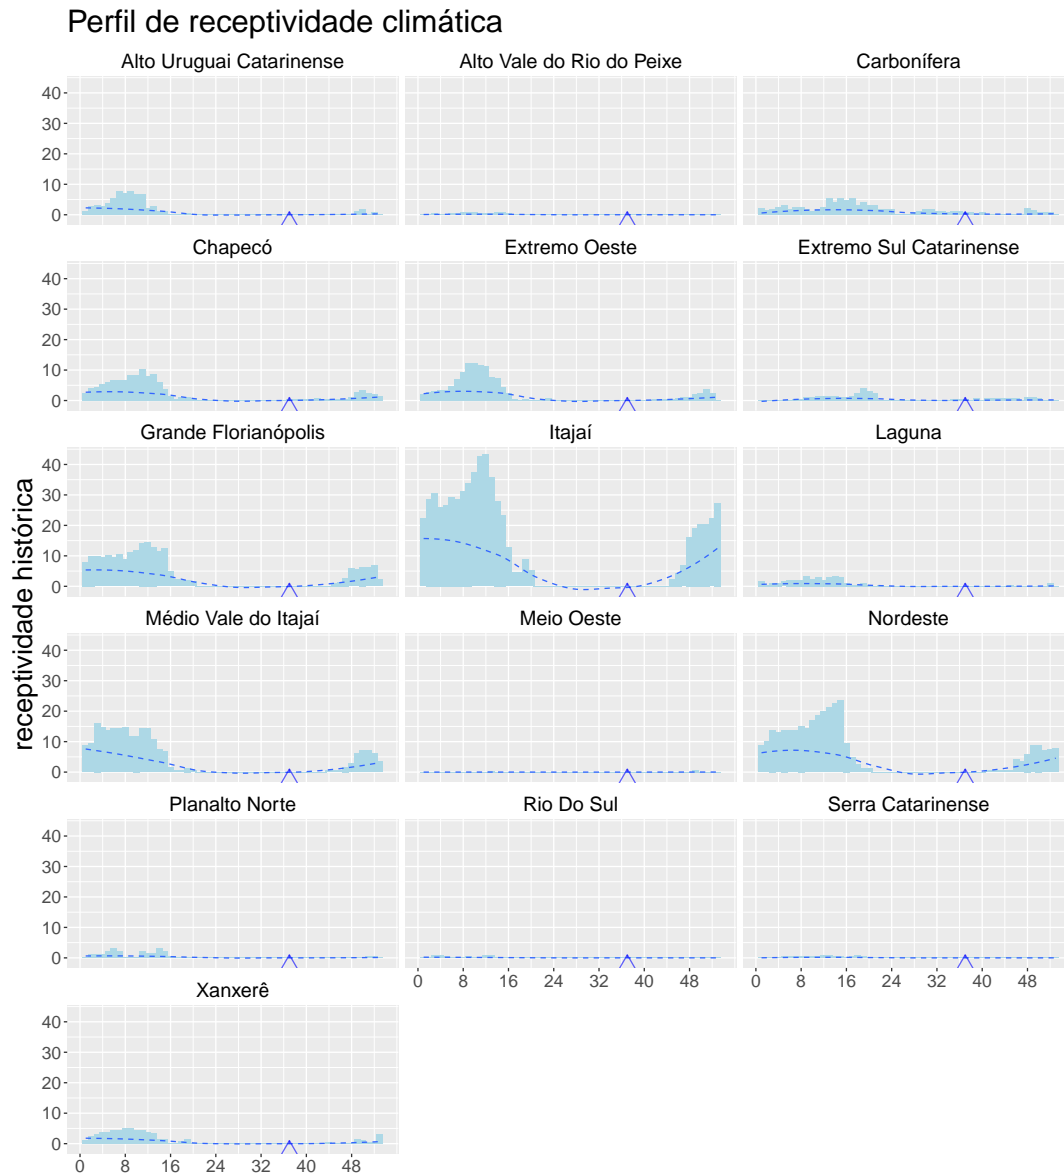 Perfil de receptividade climática
Alto Uruguai Catarinense
Alto Vale do Rio do Peixe
Carbonífera
40
30
20
10
0
Chapecó
Extremo Oeste
Extremo Sul Catarinense
40
30
20
10
0
Grande Florianópolis
Itajaí
Laguna
40
30
20
10
0
receptividade histórica
Médio Vale do Itajaí
Meio Oeste
Nordeste
40
30
20
10
0
Planalto Norte
Rio Do Sul
Serra Catarinense
40
30
20
10
0
0 8 16 24 32 40 48
0 8 16 24 32 40 48
Xanxerê
40
30
20
10
0
0 8 16 24 32 40 48